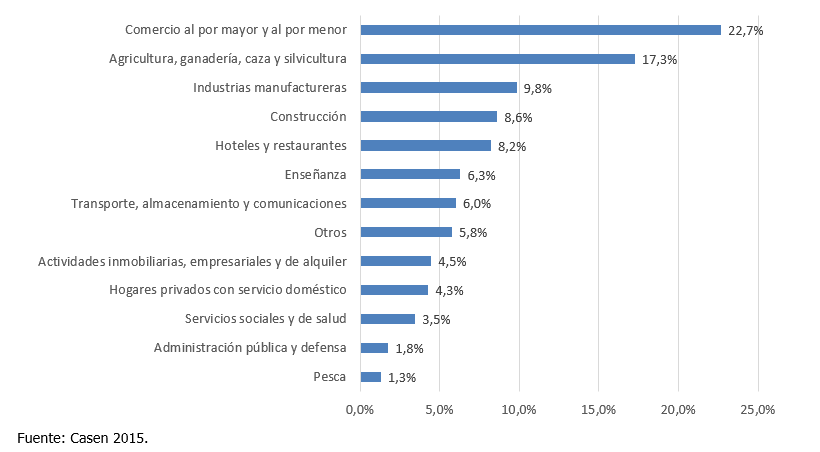 Comercio al por mayor y al por menor 22,7%
Agricultura, ganadería, caza y silvicultura 17,3%
Industrias manufactureras 9,8%
Construcción 8,6%
Hoteles y restaurantes 8,2%
Enseñanza 6,3%
Transporte, almacenamiento y comunicaciones 6,0%
Otros 5,8%
Actividades inmobiliarias, empresariales y de alquiler 4,5%
Hogares privados con servicio doméstico 4,3%
Servicios sociales y de salud 3,5%
Administración pública y defensa 1,8%
Pesca 1,3%
0,0% 5,0% 10,0% 15,0% 20,0% 25,0%
Fuente: Casen 2015.